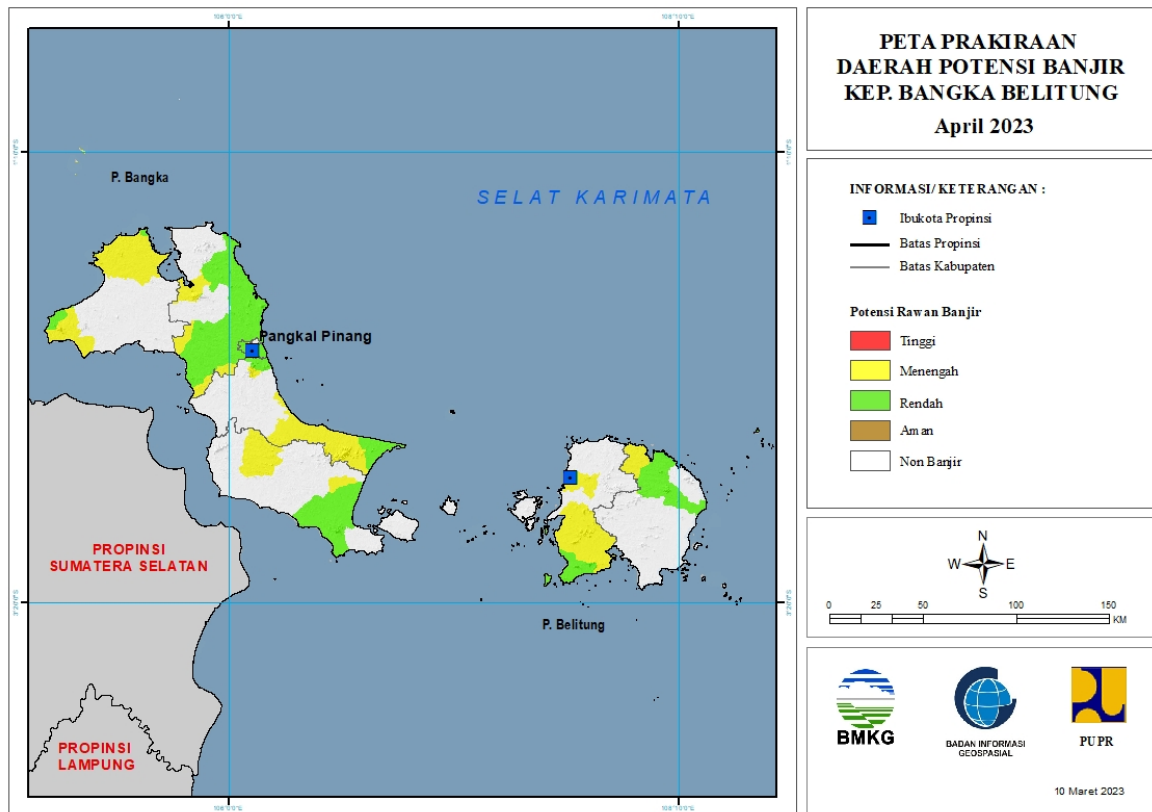 PETA PRAKIRAAN
DAERAH POTENSI BANJIR
KEP. BANGKA BELITUNG
April 2023
P. Bangka
SELAT KARIMATA
Pangkal Pinang
PROPINSI
SUMATERA SELATAN
P. Belitung
PROPINSI
LAMPUNG
INFORMASI/ KETERANGAN :
Ibukota Propinsi
Batas Propinsi
Batas Kabupaten
Potensi Rawan Banjir
Tinggi
Menengah
Rendah
Aman
Non Banjir
N
W E
S
0 25 50 100 150
KM
BMKG
BADAN INFORMASI
GEOSPASIAL
PUPR
10 Maret 2023